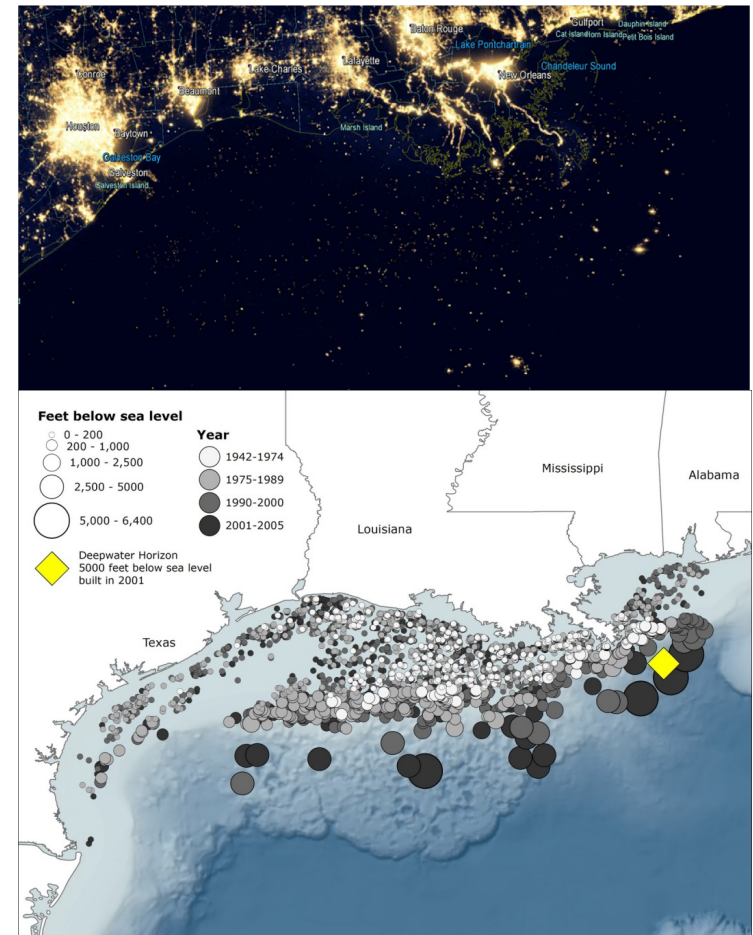 Gulfport
Dauphin Island
Baton Rouge
Cat Island
Horn Island
Petit Bois Island
Lake Pontchartrain
Lafayette
Chandeleur Sound
Lake Charles
Conroe
New Orleans
Beaumont
Houston
Baytown
Marsh Island
Galveston Bay
Galveston
Galveston Island
Feet below sea level
0 - 200
200 - 1,000
1,000 - 2,500
2,500 - 5000
5,000 - 6,400
Year
1942-1974
1975-1989
1990-2000
2001-2005
Deepwater Horizon
5000 feet below sea level
built in 2001
Mississippi
Alabama
Louisiana
Texas